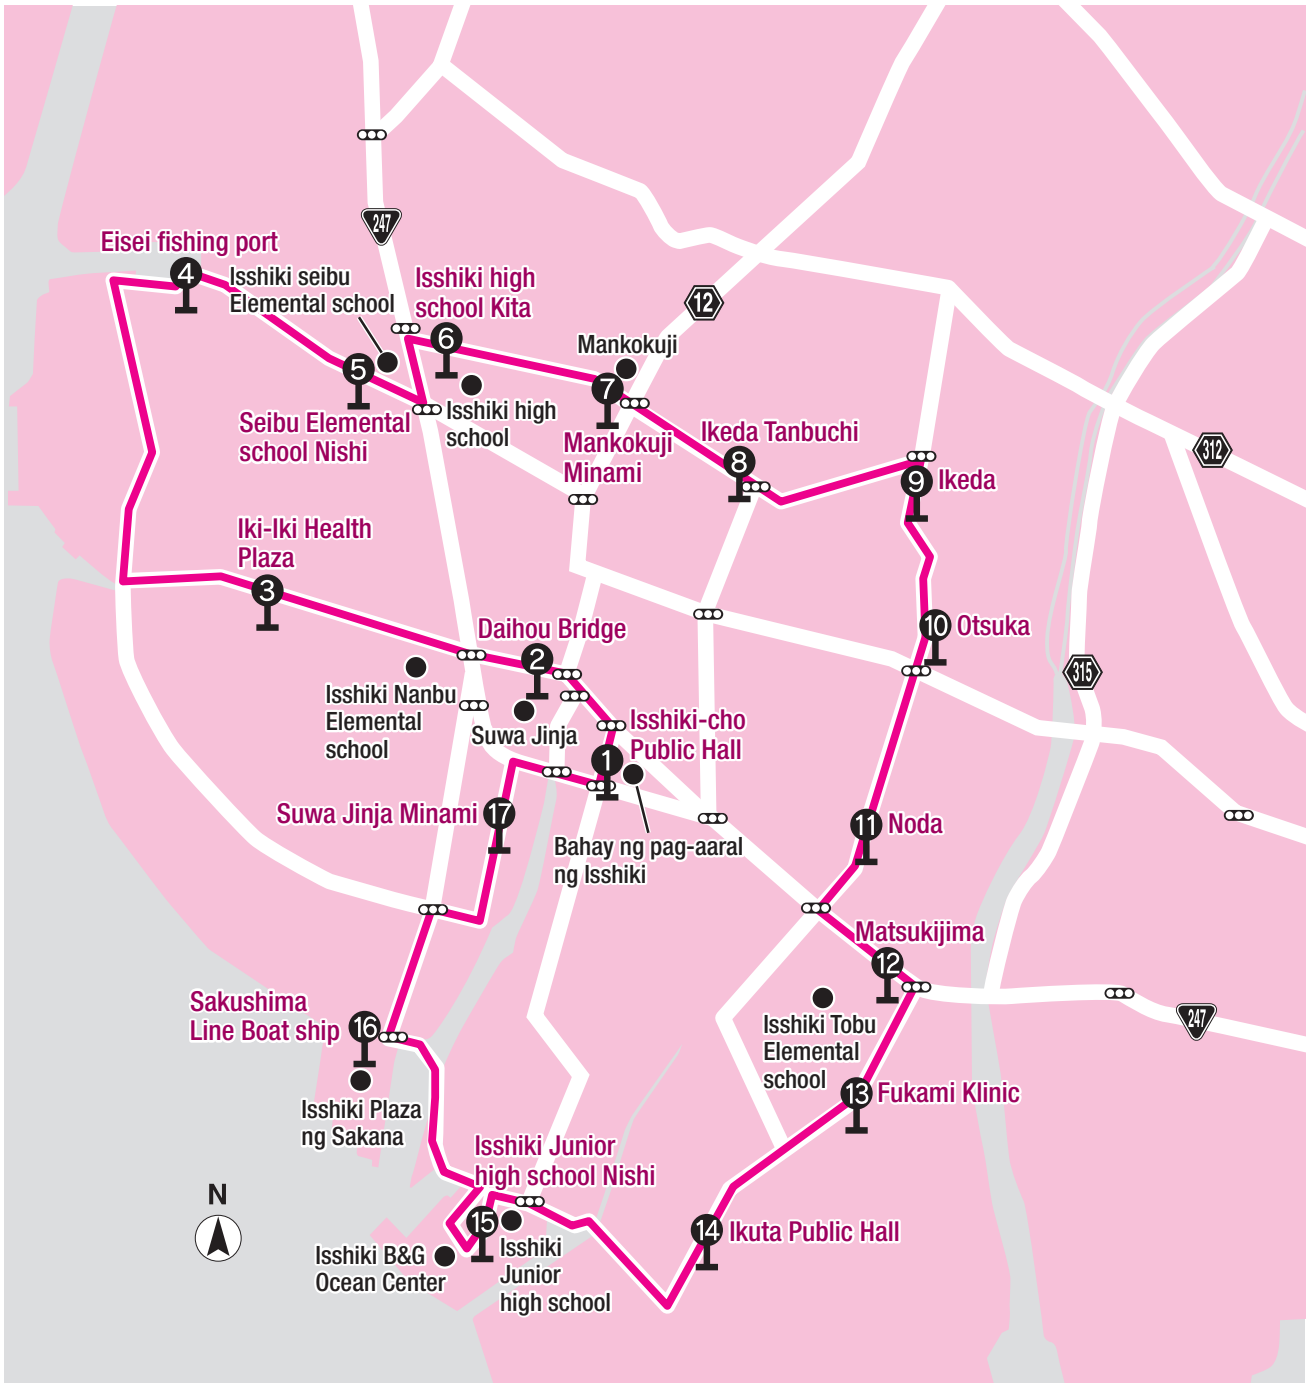 247
Eisei fishing port
4
Isshiki seibu
Elemental school
Isshiki high
school Kita
6
12
Mankokuji
5
7
Isshiki high
school
Seibu Elemental
school Nishi
Mankokuji
Minami
Ikeda Tanbuchi
8
312
9
Ikeda
Iki-Iki Health
Plaza
3
Daihou Bridge
2
10
Otsuka
315
Isshiki Nanbu
Elemental
school
Suwa Jinja
Isshiki-cho
Public Hall
1
Suwa Jinja Minami
17
Bahay ng pag-aaral
ng Isshiki
11
Noda
Matsukijima
12
Sakushima
Line Boat ship
16
Isshiki Tobu
Elemental
school
247
Isshiki Plaza
ng Sakana
13
Fukami Klinic
Isshiki Junior
high school Nishi
N
15
14
Ikuta Public Hall
Isshiki B&G
Ocean Center
Isshiki
Junior
high school